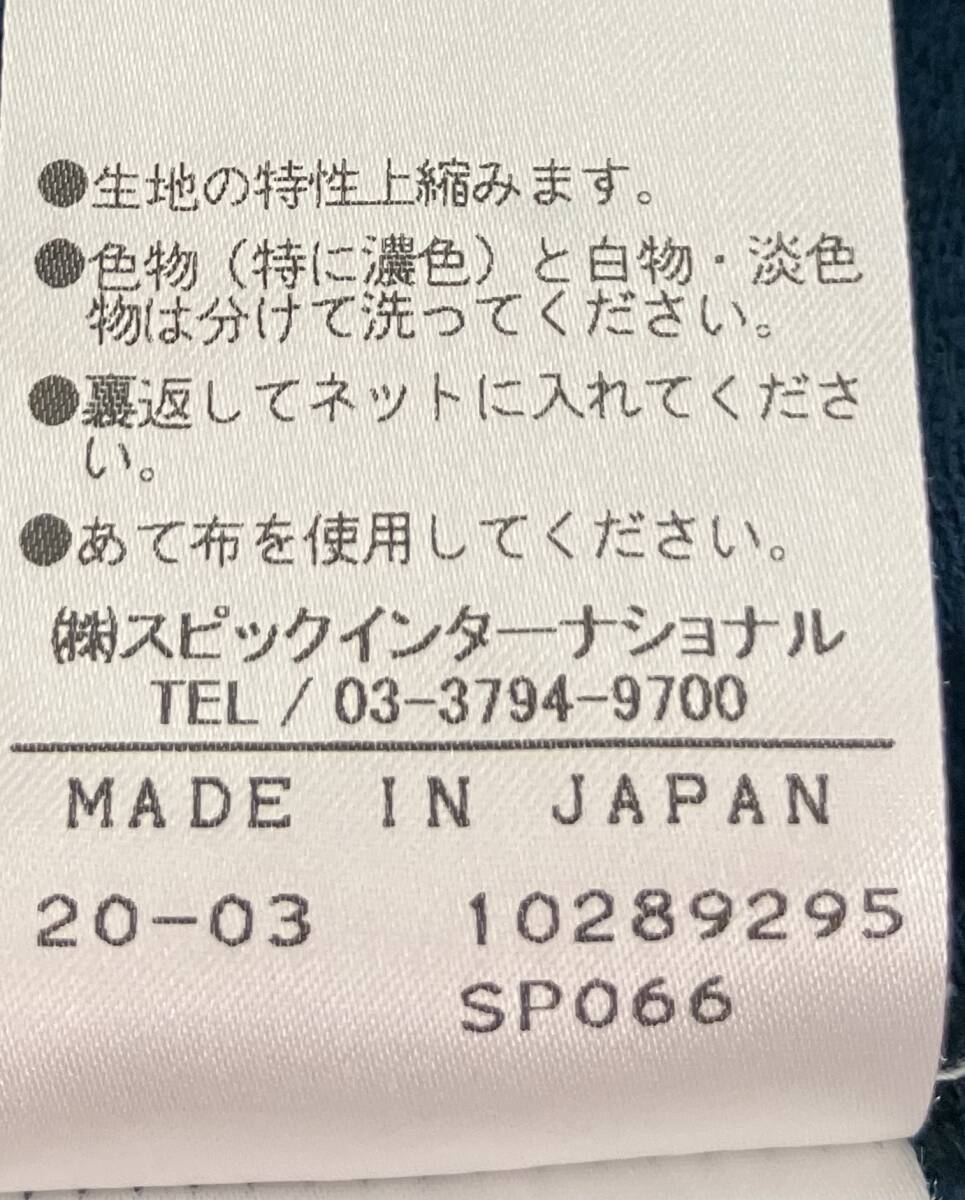 ●生地の特性上縮みます。
●色物（特に濃色）と白物・淡色
物は分けて洗ってください。
●裏返してネットに入れてくださ
い。
●あて布を使用してください。
㈱スピックインターナショナル
TEL / 03-3794-9700
MADE IN JAPAN
20-03 10289295
SP066